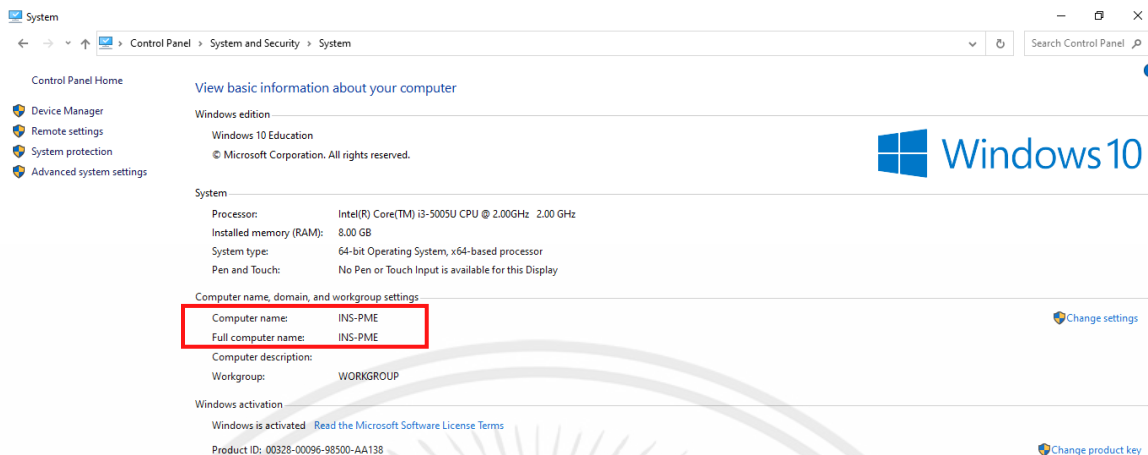 System
Control Panel > System and Security > System
Search Control Panel
Control Panel Home
Device Manager
Remote settings
System protection
Advanced system settings
View basic information about your computer
Windows edition
Windows 10 Education
© Microsoft Corporation. All rights reserved.
Windows 10
System
Processor: Intel(R) Core(TM) i3-5005U CPU @ 2.00GHz 2.00 GHz
Installed memory (RAM): 8.00 GB
System type: 64-bit Operating System, x64-based processor
Pen and Touch: No Pen or Touch Input is available for this Display
Computer name, domain, and workgroup settings
Computer name: INS-PME
Change settings
Full computer name: INS-PME
Computer description:
Workgroup: WORKGROUP
Windows activation
Windows is activated Read the Microsoft Software License Terms
Product ID: 00328-00096-98500-AA138
Change product key